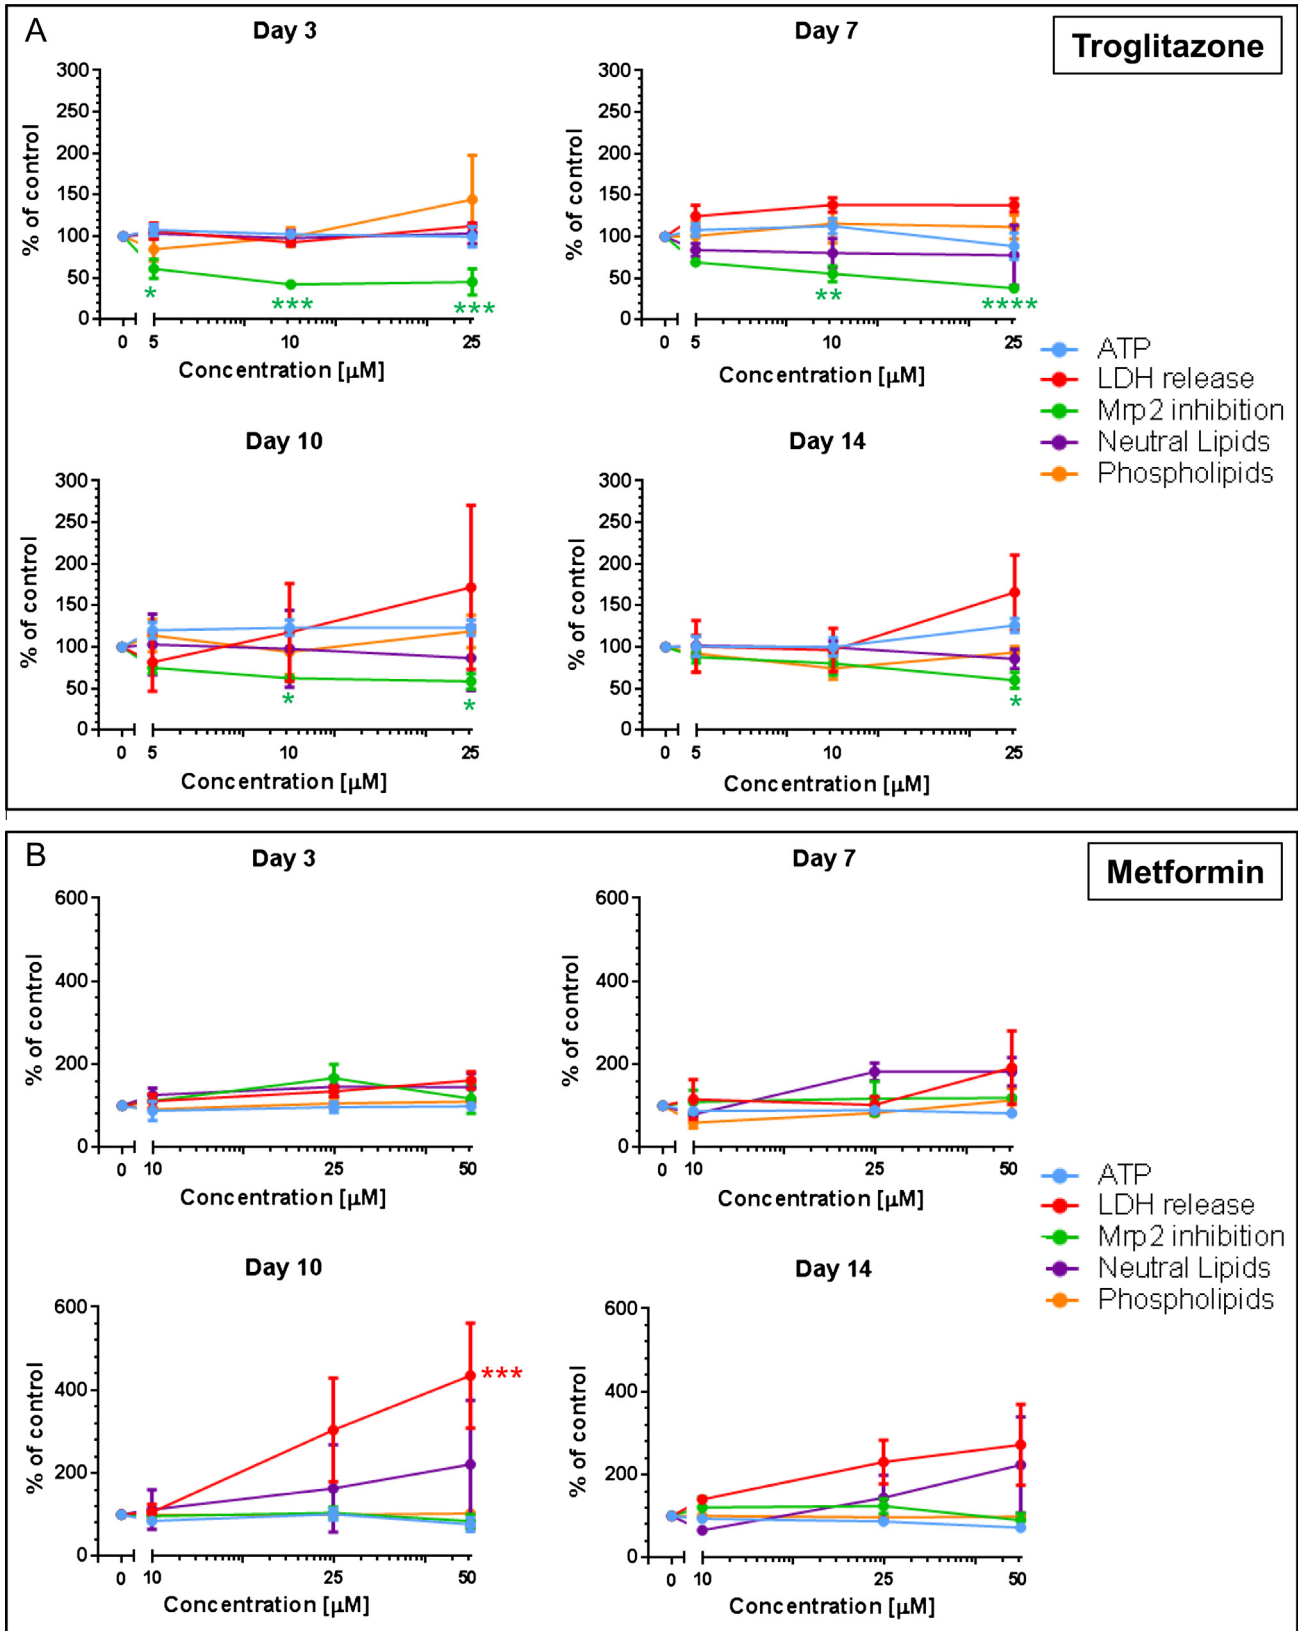 A
Day 3
Day 7
Troglitazone
% of control
300
250
200
150
100
50
0
0 5 10 25
* *** ***
Concentration [µM]
% of control
300
250
200
150
100
50
0
0 5 10 25
** ****
Concentration [µM]
ATP
LDH release
Mrp2 inhibition
Neutral Lipids
Phospholipids
Day 10
Day 14
% of control
300
250
200
150
100
50
0
0 5 10 25
* *
Concentration [µM]
% of control
300
250
200
150
100
50
0
0 5 10 25
*
Concentration [µM]
B
Day 3
Day 7
Metformin
% of control
600
400
200
0
0 10 25 50
Concentration [µM]
% of control
600
400
200
0
0 10 25 50
Concentration [µM]
ATP
LDH release
Mrp2 inhibition
Neutral Lipids
Phospholipids
Day 10
Day 14
% of control
600
400
200
0
0 10 25 50
***
Concentration [µM]
% of control
600
400
200
0
0 10 25 50
Concentration [µM]